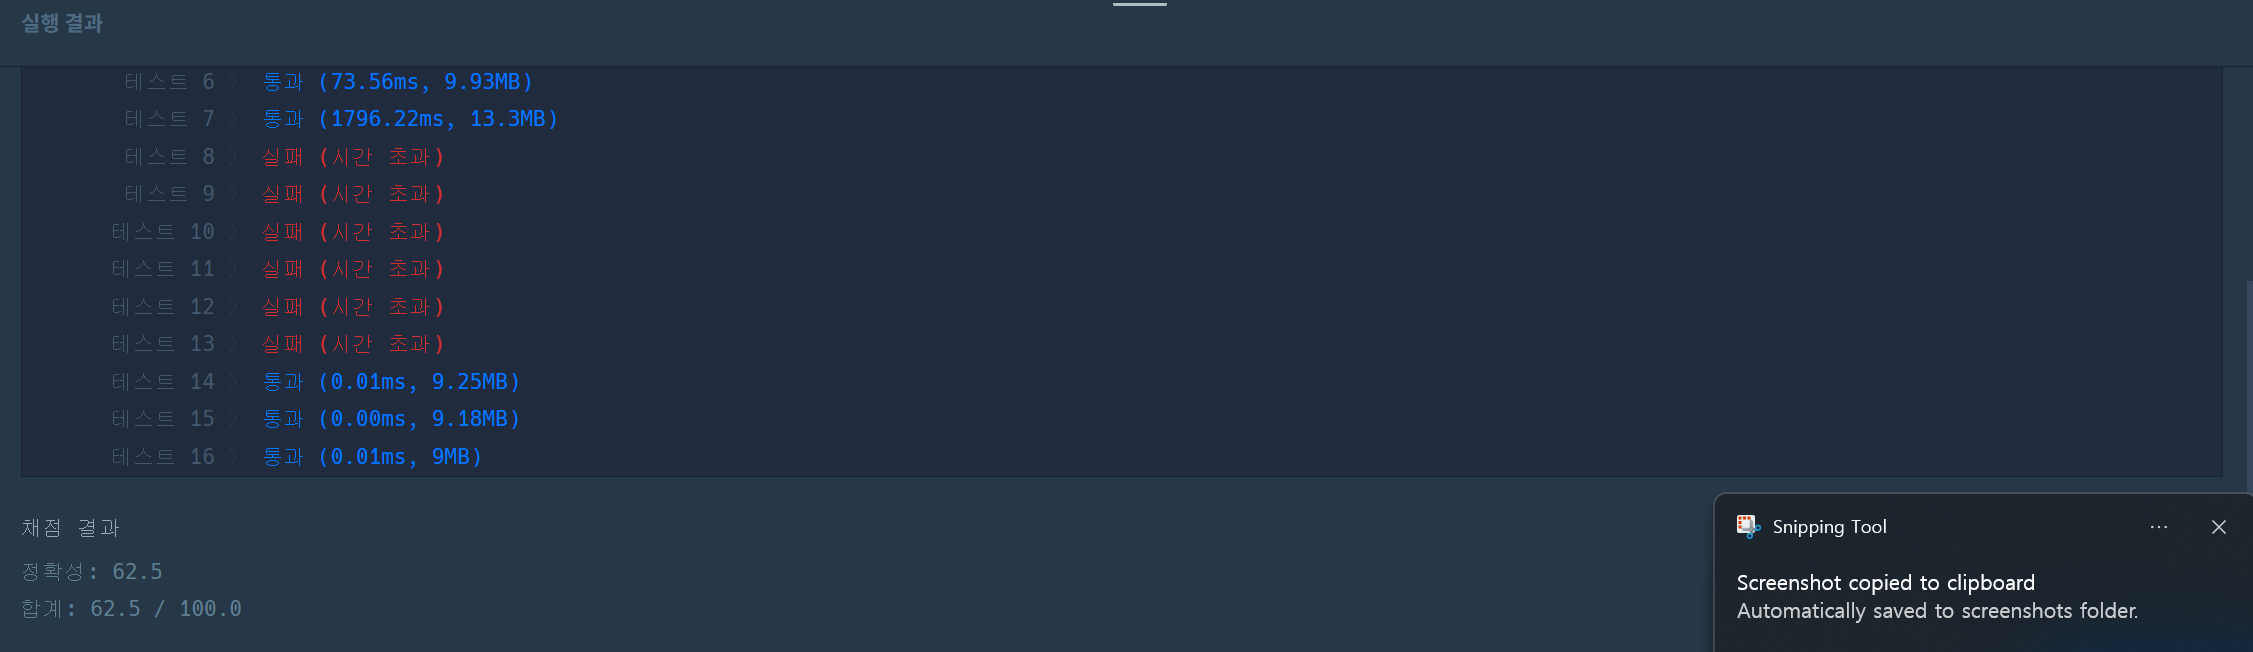 실행 결과
테스트 6 〉 통과 (73.56ms, 9.93MB)
테스트 7 〉 통과 (1796.22ms, 13.3MB)
테스트 8 〉 실패 (시간 초과)
테스트 9 〉 실패 (시간 초과)
테스트 10 〉 실패 (시간 초과)
테스트 11 〉 실패 (시간 초과)
테스트 12 〉 실패 (시간 초과)
테스트 13 〉 실패 (시간 초과)
테스트 14 〉 통과 (0.01ms, 9.25MB)
테스트 15 〉 통과 (0.00ms, 9.18MB)
테스트 16 〉 통과 (0.01ms, 9MB)
채점 결과
정확성: 62.5
합계: 62.5 / 100.0
Snipping Tool
Screenshot copied to clipboard
Automatically saved to screenshots folder.